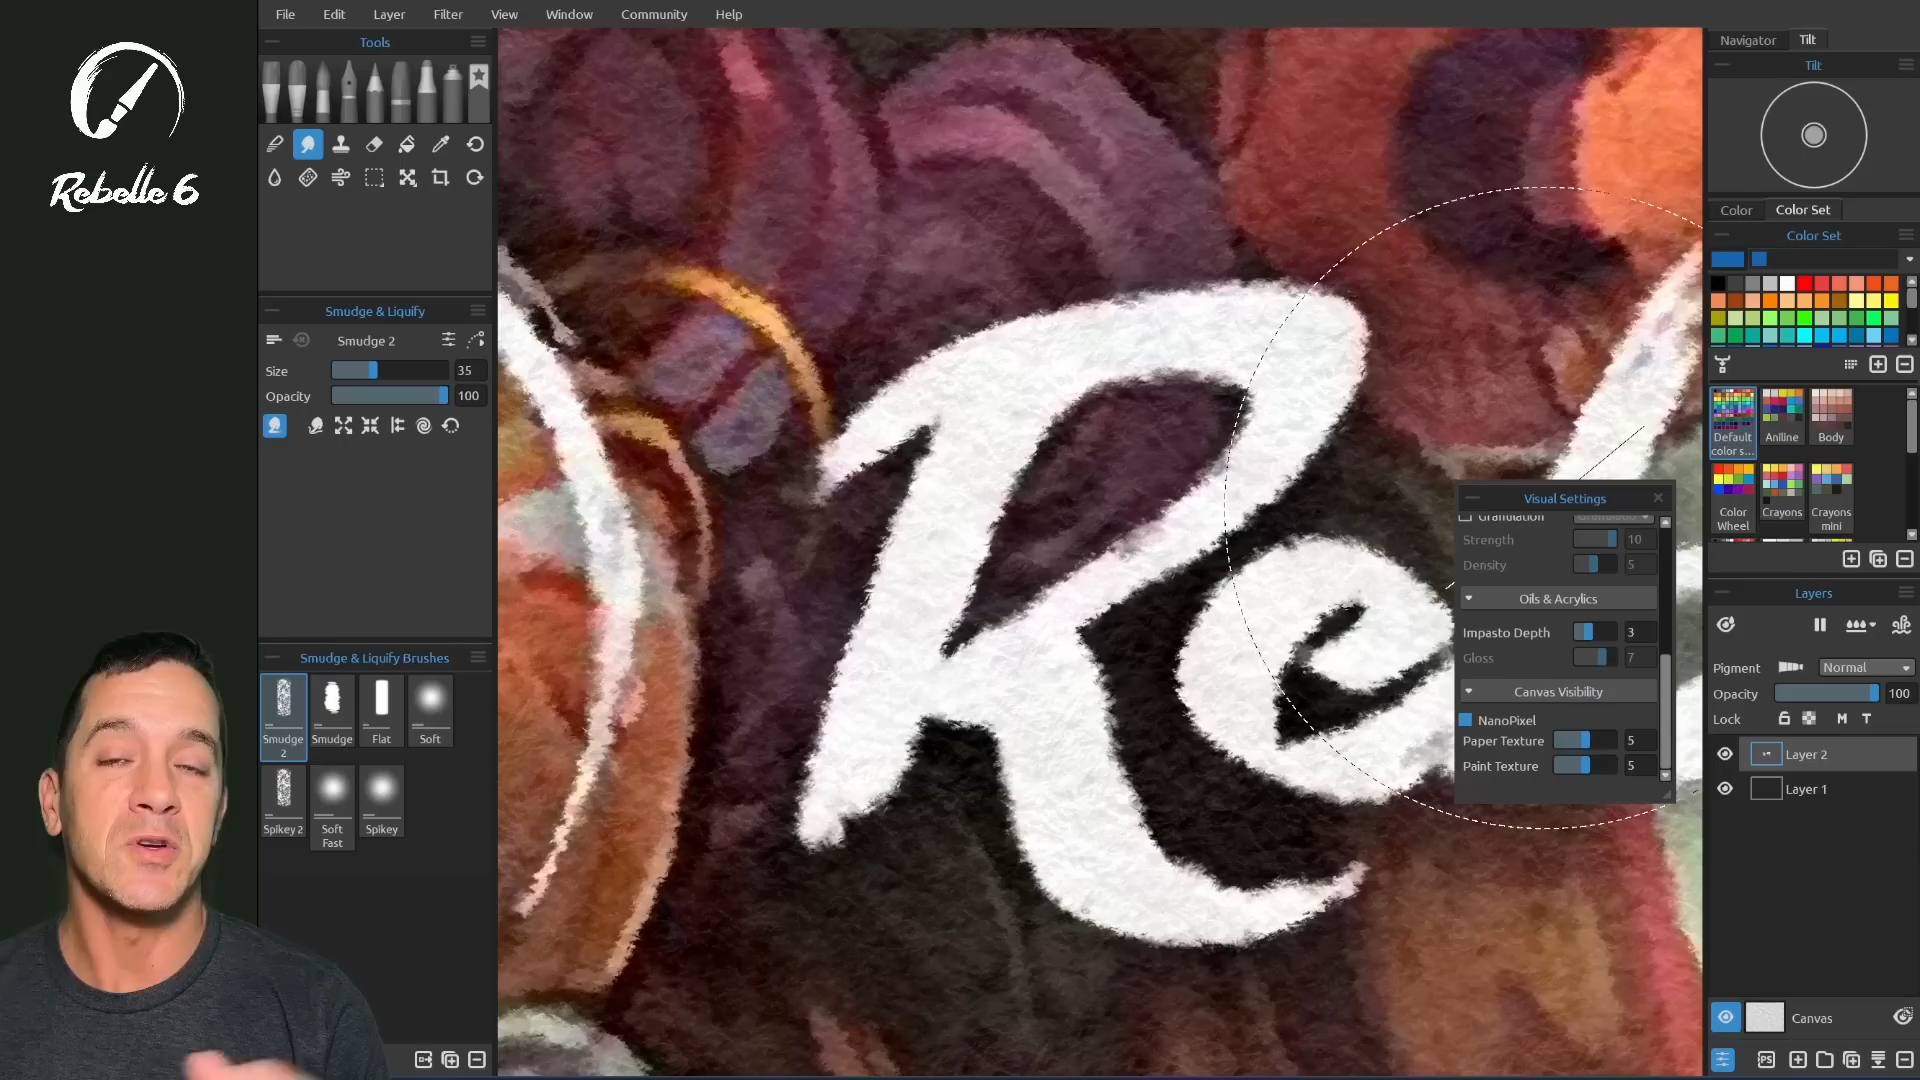 Rebelle 6
File Edit Layer Filter View Window Community Help
Tools
Smudge & Liquify
Smudge 2
Size 35
Opacity 100
Smudge & Liquify Brushes
Smudge 2 Smudge Flat Soft
Spikey 2 Soft Fast Spikey
Re
Visual Settings
Granulation
Strength 10
Density 5
Oils & Acrylics
Impasto Depth 3
Gloss 7
Canvas Visibility
NanoPixel
Paper Texture 5
Paint Texture 5
Navigator Tilt
Tilt
Color Color Set
Color Set
Default color s... Aniline Body
Color Wheel Crayons Crayons mini
Layers
Pigment Normal
Opacity 100
Lock M T
Layer 2
Layer 1
Canvas
PS